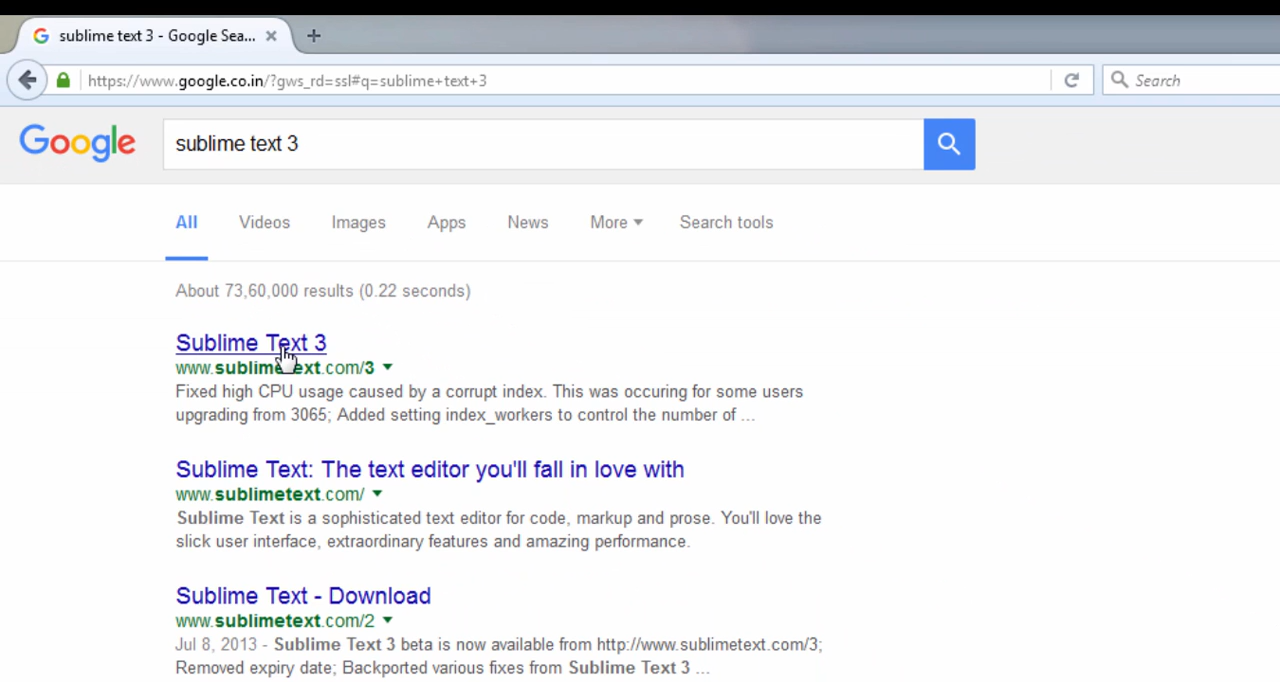 sublime text 3 - Google Sea...
https://www.google.co.in/?gws_rd=ssl#q=sublime+text+3
Search
Google
sublime text 3
All Videos Images Apps News More Search tools
About 73,60,000 results (0.22 seconds)
Sublime Text 3
www.sublimetext.com/3
Fixed high CPU usage caused by a corrupt index. This was occuring for some users
upgrading from 3065; Added setting index_workers to control the number of ...
Sublime Text: The text editor you'll fall in love with
www.sublimetext.com/
Sublime Text is a sophisticated text editor for code, markup and prose. You'll love the
slick user interface, extraordinary features and amazing performance.
Sublime Text - Download
www.sublimetext.com/2
Jul 8, 2013 - Sublime Text 3 beta is now available from http://www.sublimetext.com/3;
Removed expiry date; Backported various fixes from Sublime Text 3 ...